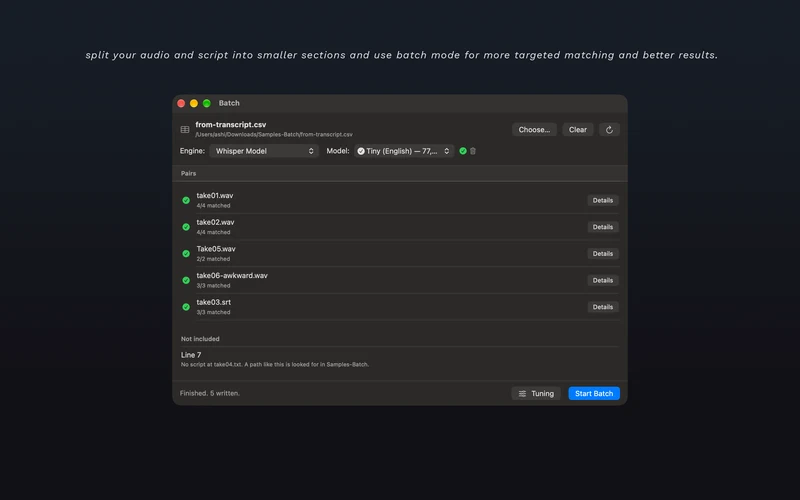 split your audio and script into smaller sections and use batch mode for more targeted matching and better results.
Batch
from-transcript.csv
/Users/ashi/Downloads/Samples-Batch/from-transcript.csv
Choose...
Clear
Engine:
Whisper Model
Model:
Tiny (English) — 77,...
Pairs
take01.wav
4/4 matched
Details
take02.wav
4/4 matched
Details
Take05.wav
2/2 matched
Details
take06-awkward.wav
3/3 matched
Details
take03.srt
3/3 matched
Details
Not included
Line 7
No script at take04.txt. A path like this is looked for in Samples-Batch.
Finished. 5 written.
Tuning
Start Batch